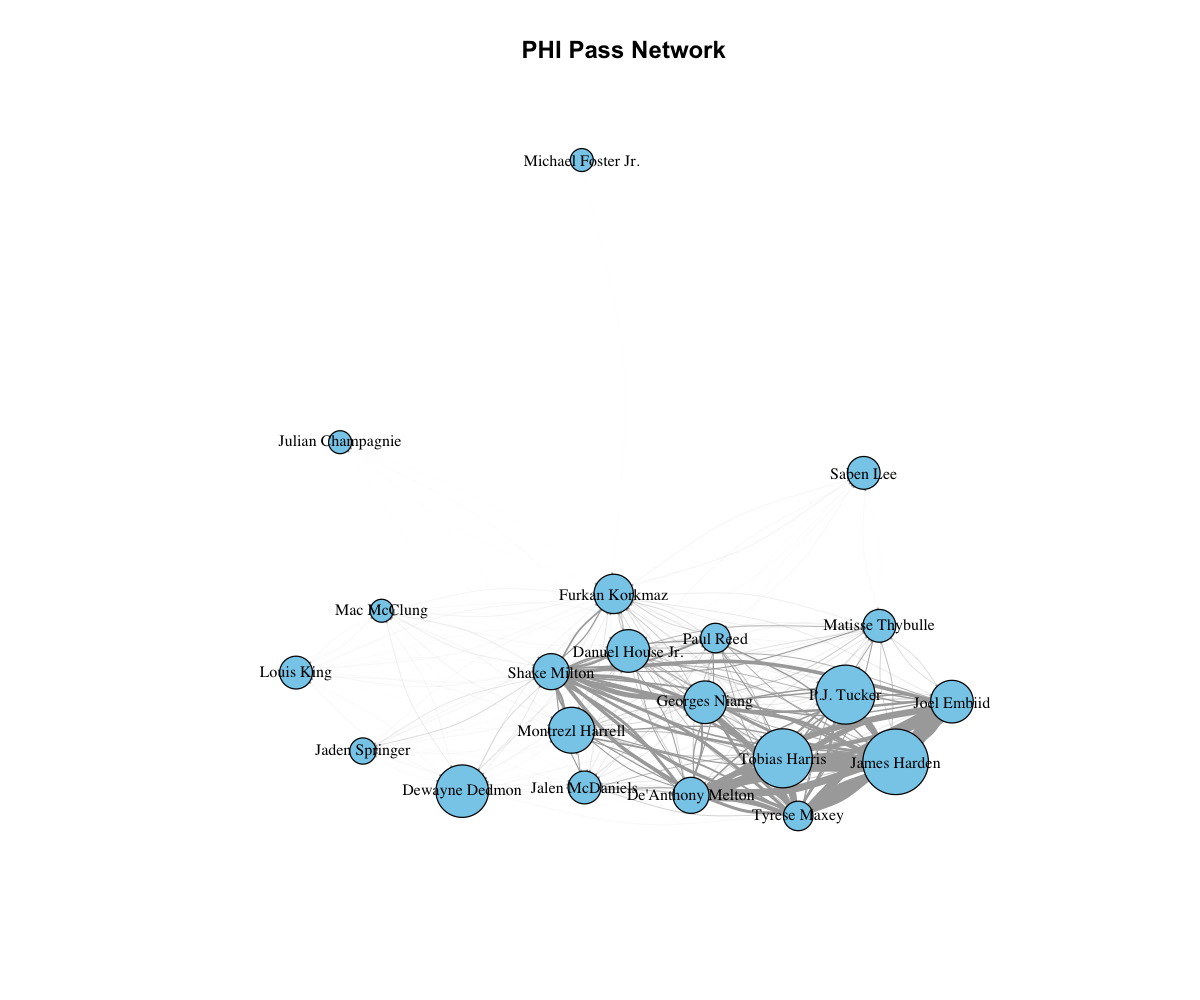 PHI Pass Network
Michael Foster Jr.
Julian Champagnie
Saben Lee
Furkan Korkmaz
Mac McClung
Matisse Thybulle
Paul Reed
Danuel House Jr.
Louis King
Shake Milton
P.J. Tucker
Georges Niang
Joel Embiid
Montrezl Harrell
Jaden Springer
Tobias Harris
James Harden
Dewayne Dedmon
Jalen McDaniels
De'Anthony Melton
Tyrese Maxey